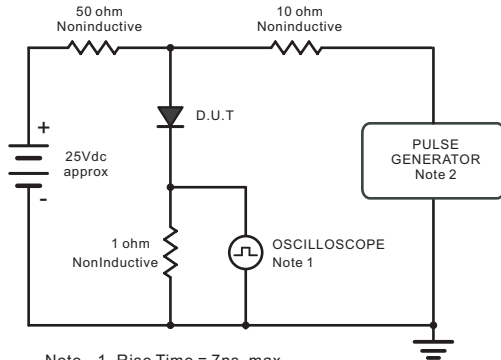 50 ohm
Noninductive
10 ohm
Noninductive
D.U.T
+
25Vdc
approx
-
PULSE
GENERATOR
Note 2
1 ohm
NonInductive
OSCILLOSCOPE
Note 1
Note 1. Rise Time = 7ns, max.